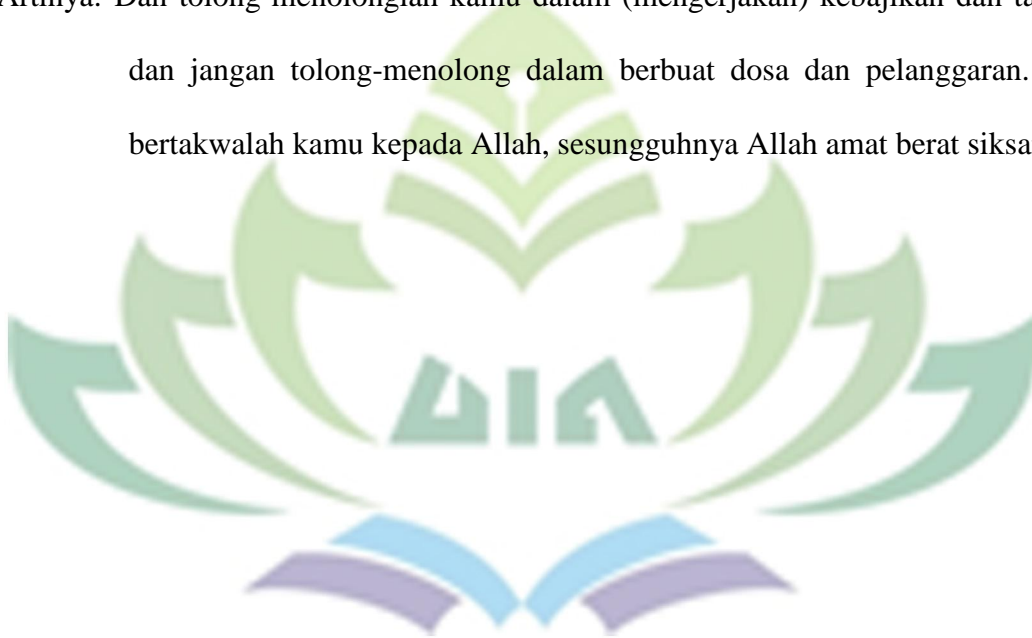 Artinya: Dan tolong menolonglah kamu dalam (mengerjakan) kebajikan dan
dan jangan tolong-menolong dalam berbuat dosa dan pelanggaran.
bertakwalah kamu kepada Allah, sesungguhnya Allah amat berat siksa
UIN